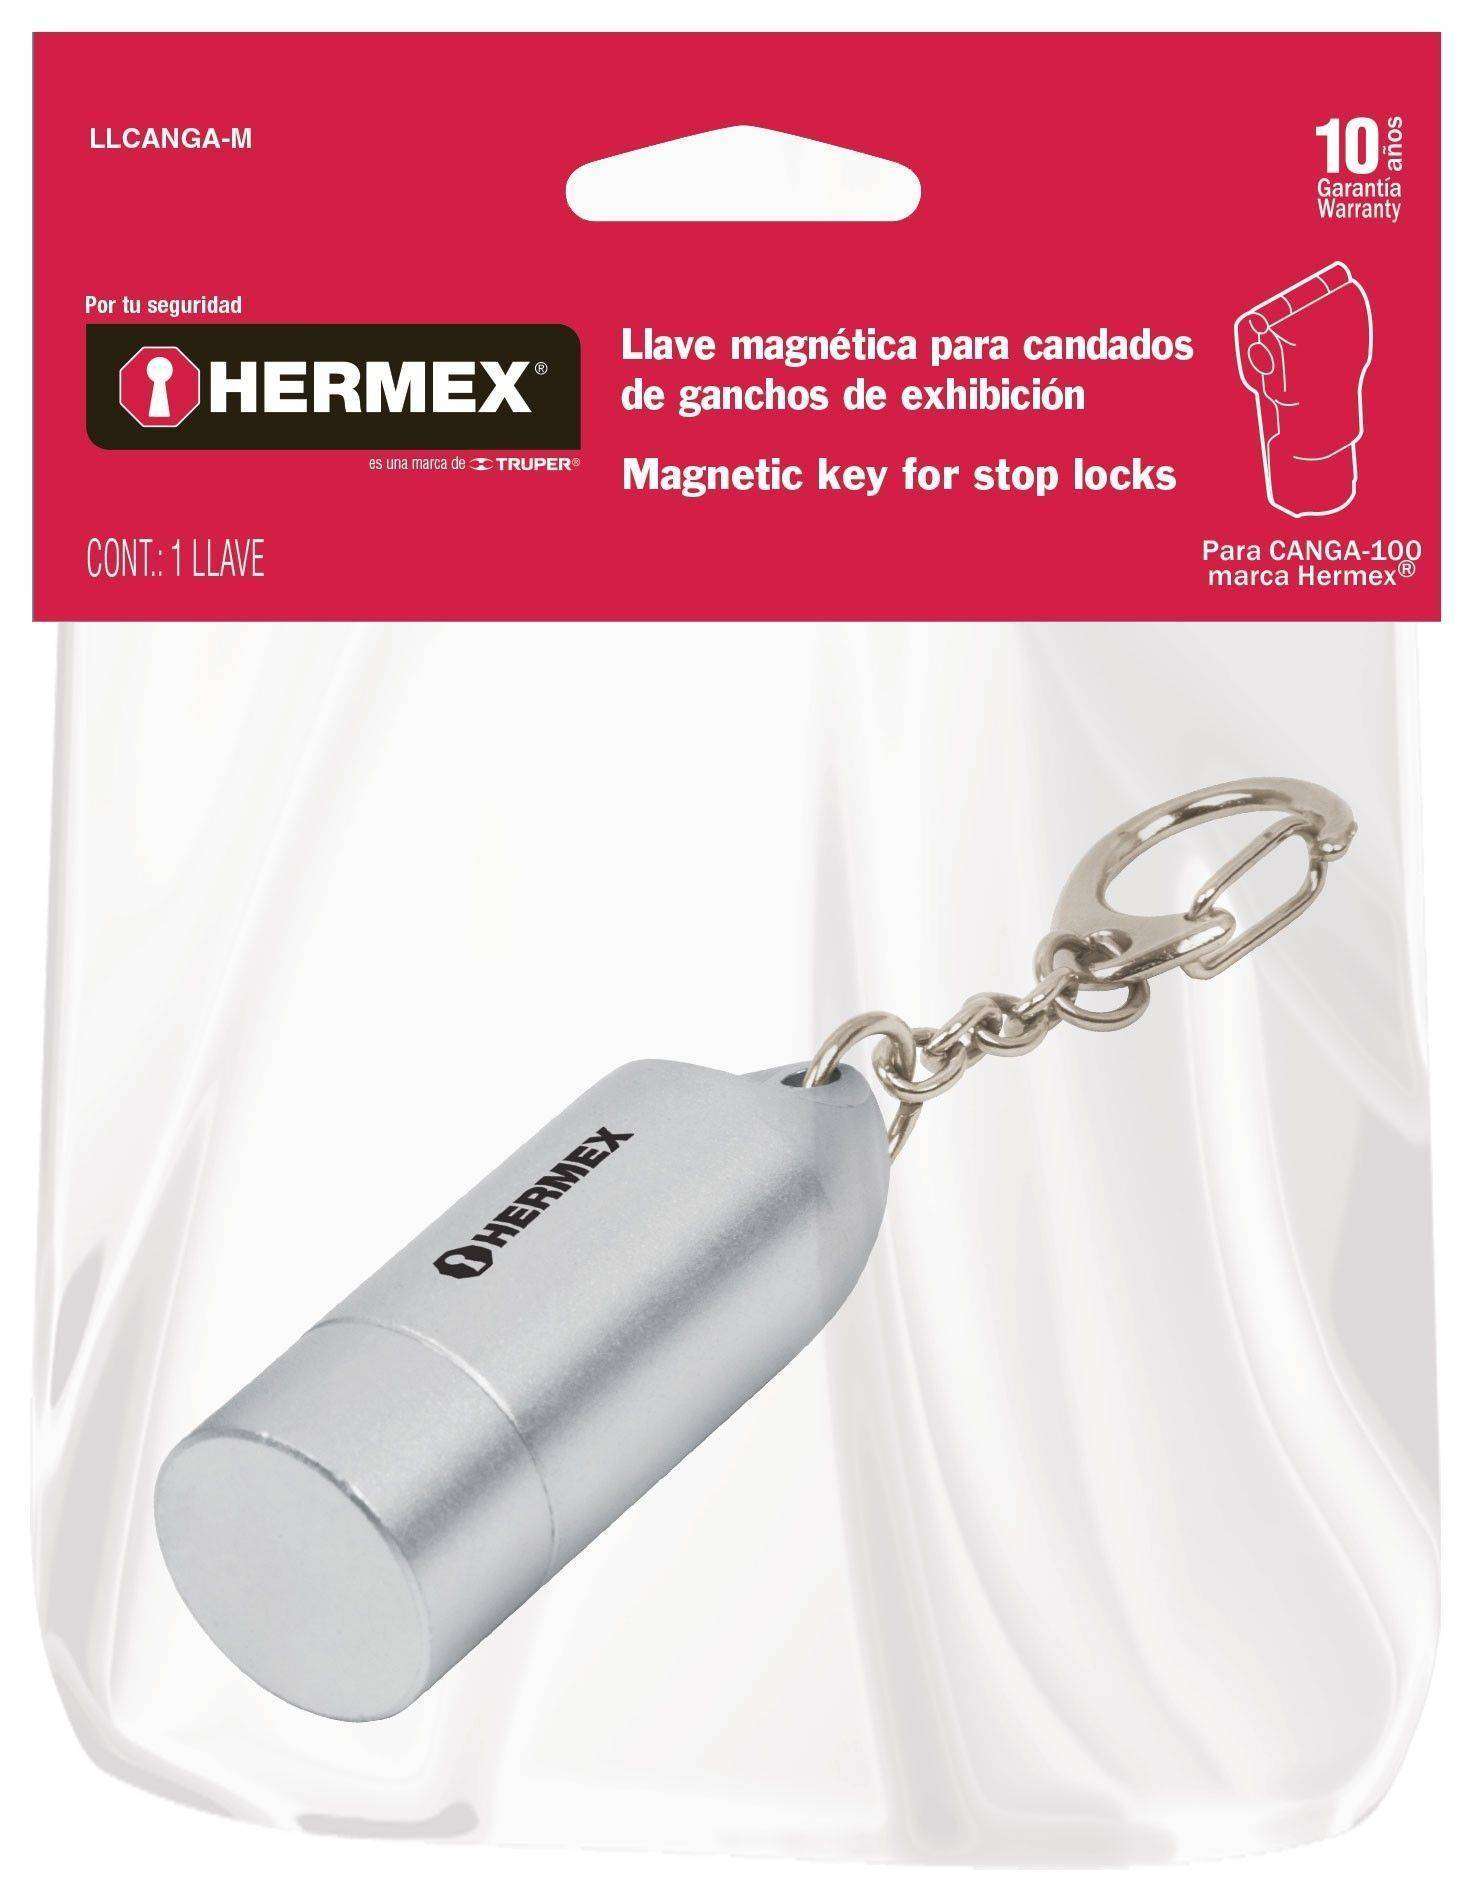 LLCANGA-M
10 años
Garantía
Warranty
Por tu seguridad
HERMEX®
es una marca de TRUPER®
Llave magnética para candados
de ganchos de exhibición
Magnetic key for stop locks
CONT.: 1 LLAVE
Para CANGA-100
marca Hermex®
HERMEX